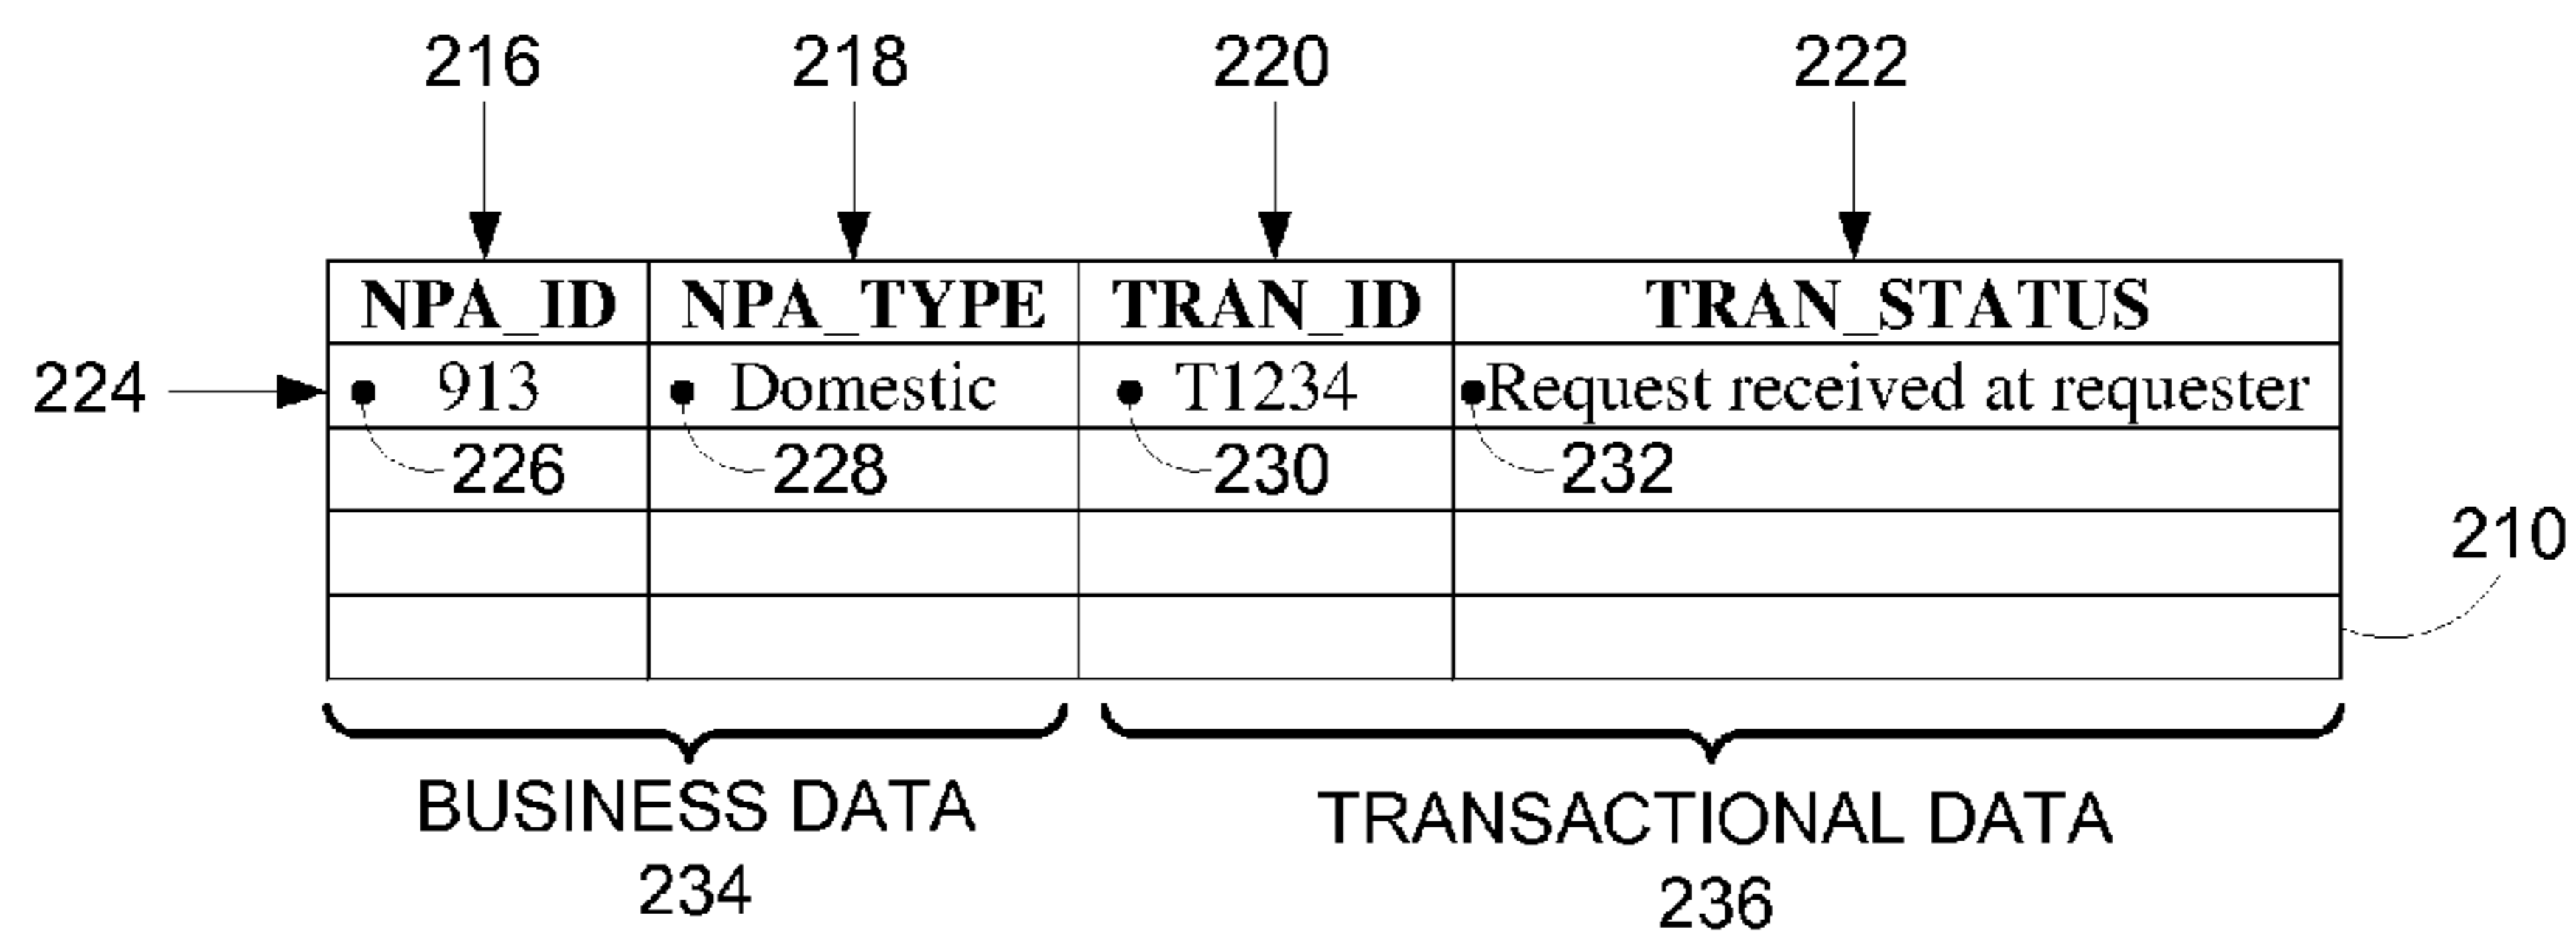 216 218 220 222
NPA_ID NPA_TYPE TRAN_ID TRAN_STATUS
224 913 Domestic T1234 Request received at requester
226 228 230 232
210
BUSINESS DATA TRANSACTIONAL DATA
234 236